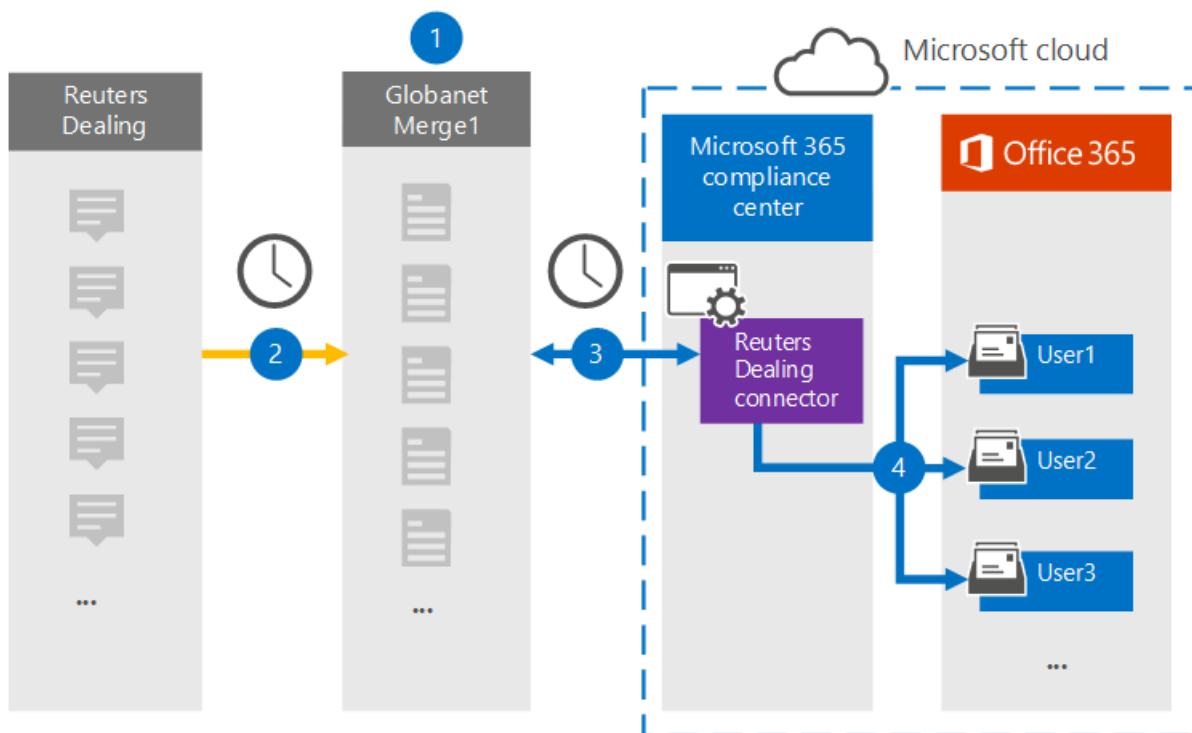 1
Microsoft cloud
Reuters
Dealing
Globanet
Merge1
Microsoft 365
compliance
center
Office 365
2
3
Reuters
Dealing
connector
4
User1
User2
User3
...
...
...